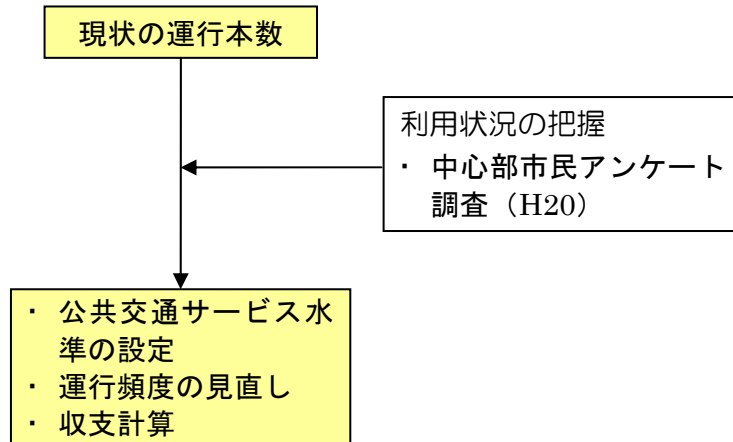 現状の運行本数
利用状況の把握
・ 中心部市民アンケート
調査（H20）
・ 公共交通サービス水
準の設定
・ 運行頻度の見直し
・ 収支計算